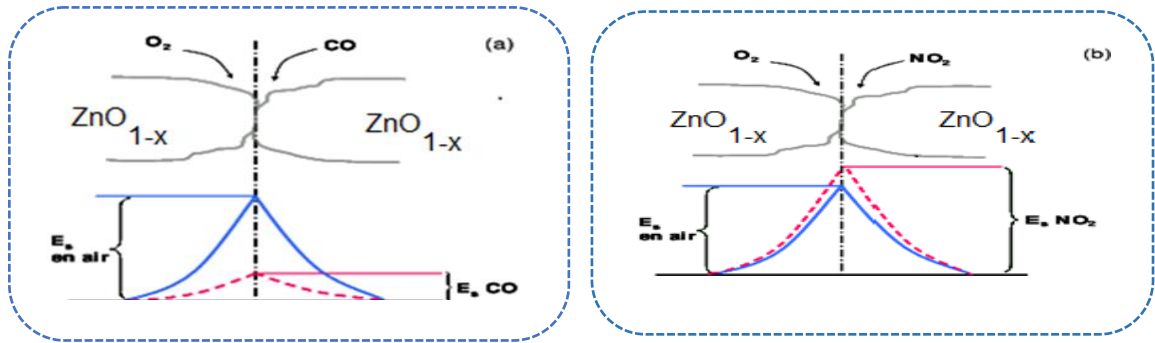 O₂
CO
(a)
ZnO₁₋ₓ
ZnO₁₋ₓ
Eₛ
en air
Eₛ CO
O₂
NO₂
(b)
ZnO₁₋ₓ
ZnO₁₋ₓ
Eₛ
en air
Eₛ NO₂